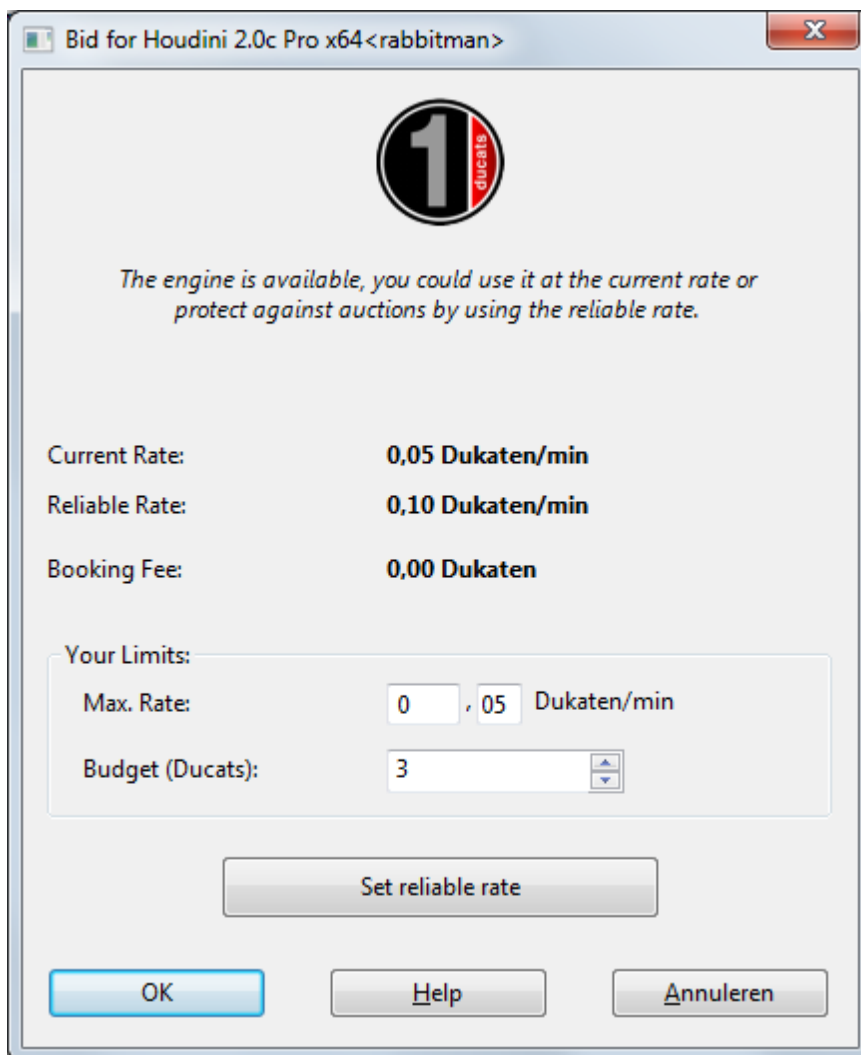 Bid for Houdini 2.0c Pro x64<rabbitman>
1 ducats
The engine is available, you could use it at the current rate or
protect against auctions by using the reliable rate.
Current Rate: 0,05 Dukaten/min
Reliable Rate: 0,10 Dukaten/min
Booking Fee: 0,00 Dukaten
Your Limits:
Max. Rate: 0 , 05 Dukaten/min
Budget (Ducats): 3
Set reliable rate
OK Help Annuleren